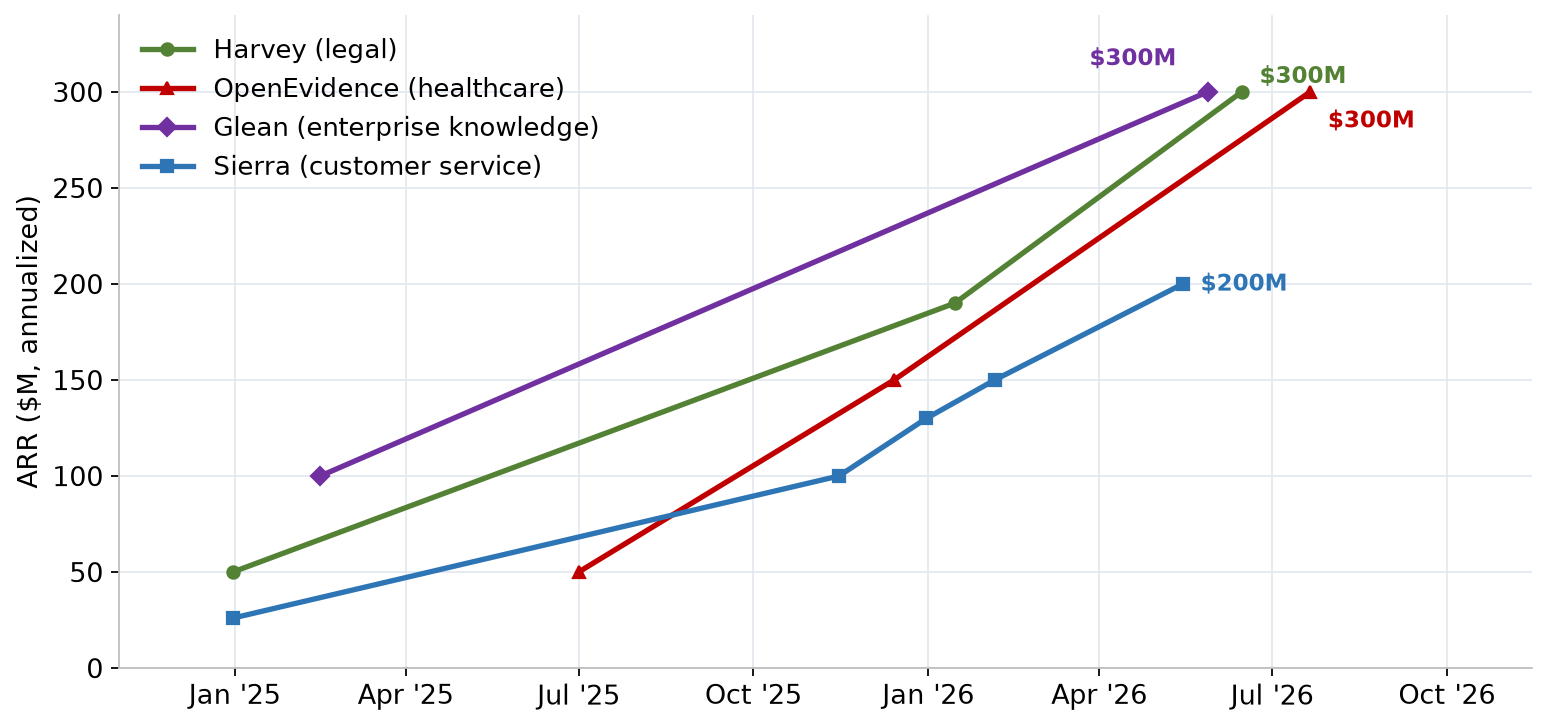 Harvey (legal)
OpenEvidence (healthcare)
Glean (enterprise knowledge)
Sierra (customer service)
$300M
$300M
$300M
$200M
ARR ($M, annualized)
300
250
200
150
100
50
0
Jan '25 Apr '25 Jul '25 Oct '25 Jan '26 Apr '26 Jul '26 Oct '26